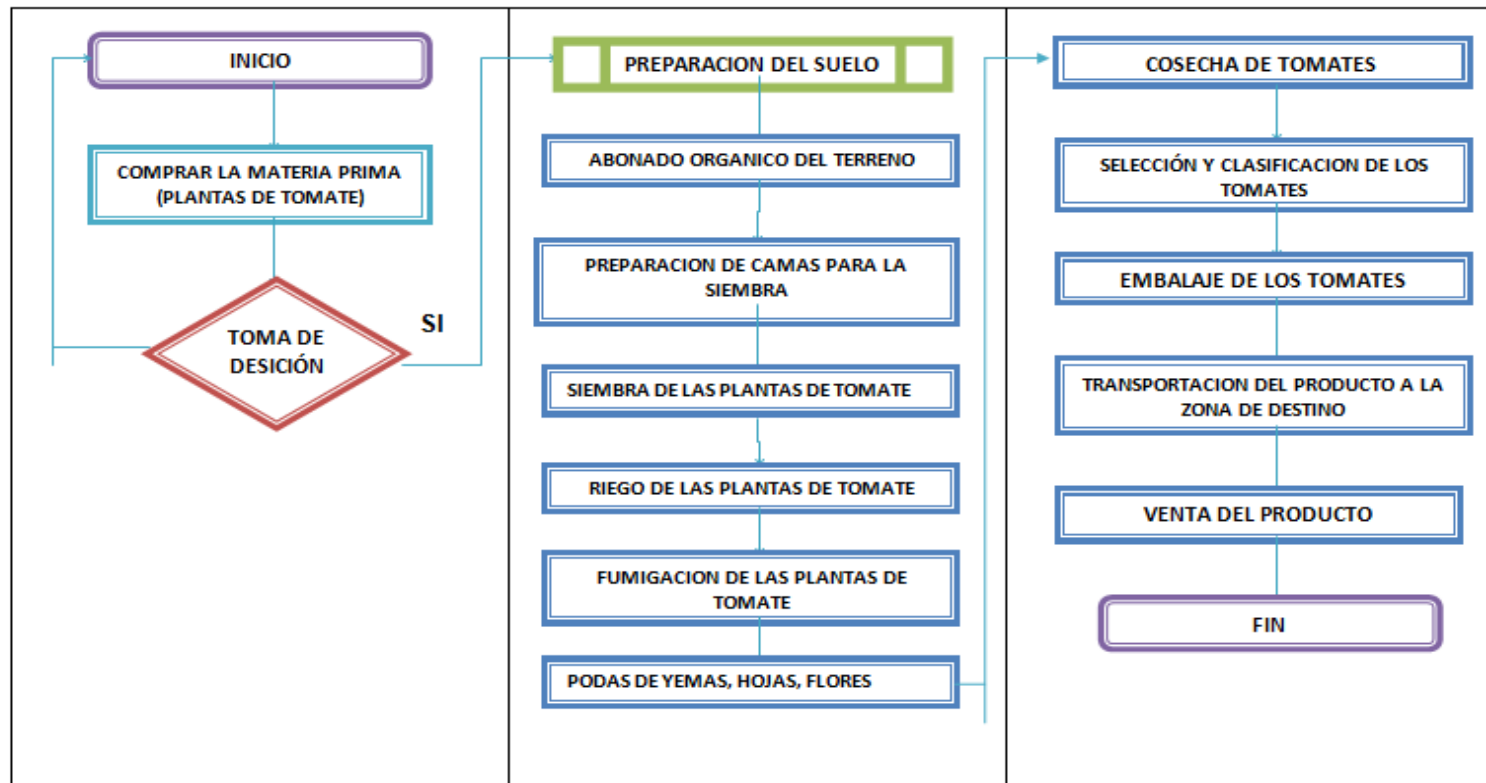 INICIO
COMPRAR LA MATERIA PRIMA
(PLANTAS DE TOMATE)
TOMA DE
DESICIÓN
SI
PREPARACION DEL SUELO
ABONADO ORGANICO DEL TERRENO
PREPARACION DE CAMAS PARA LA
SIEMBRA
SIEMBRA DE LAS PLANTAS DE TOMATE
RIEGO DE LAS PLANTAS DE TOMATE
FUMIGACION DE LAS PLANTAS DE
TOMATE
PODAS DE YEMAS, HOJAS, FLORES
COSECHA DE TOMATES
SELECCIÓN Y CLASIFICACION DE LOS
TOMATES
EMBALAJE DE LOS TOMATES
TRANSPORTACION DEL PRODUCTO A LA
ZONA DE DESTINO
VENTA DEL PRODUCTO
FIN